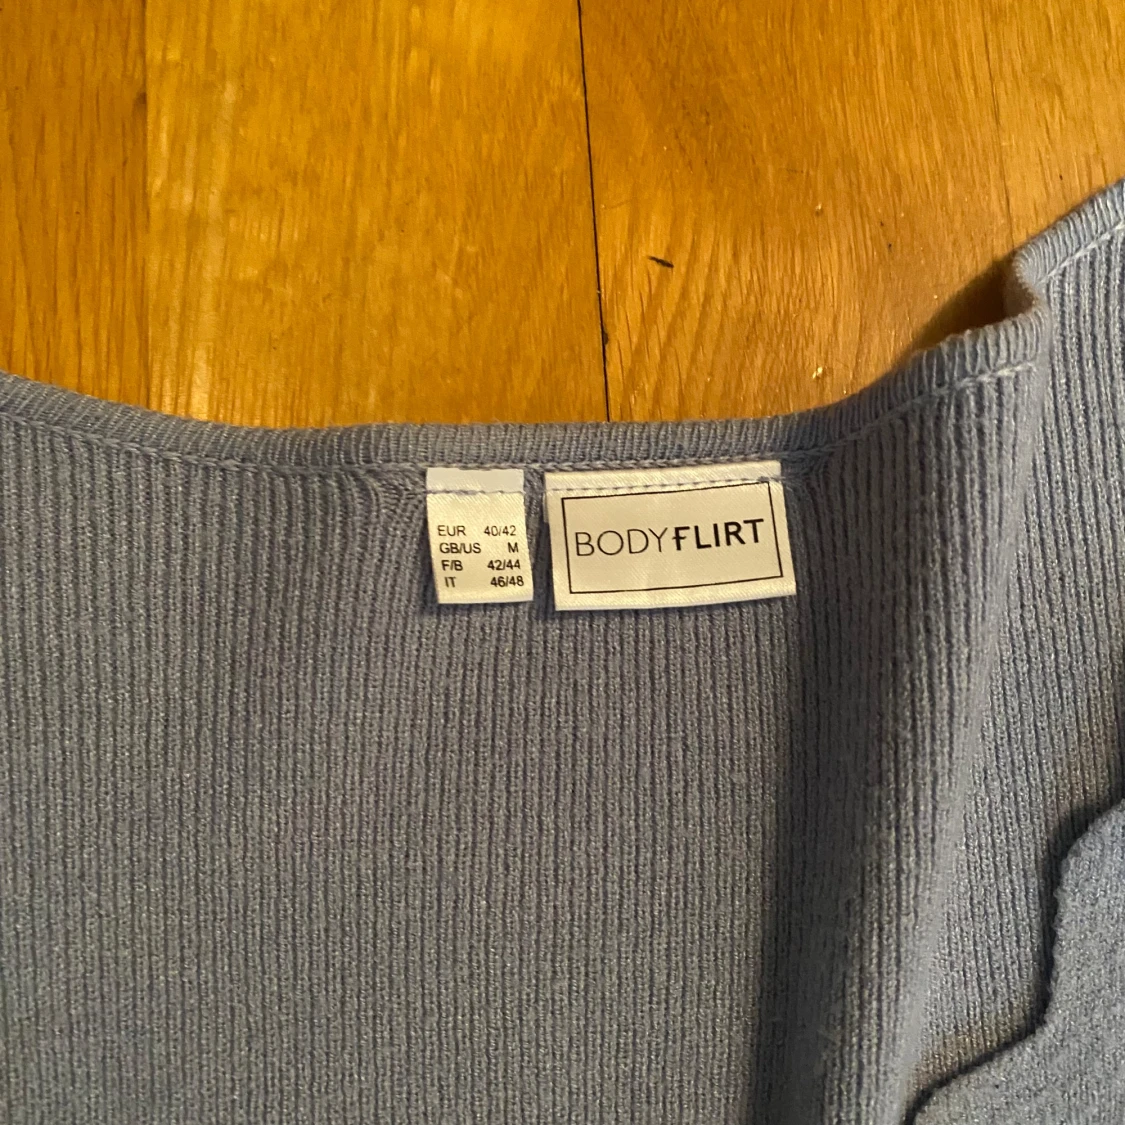 EUR 40/42
GB/US M
F/B 42/44
IT 46/48
BODYFLIRT